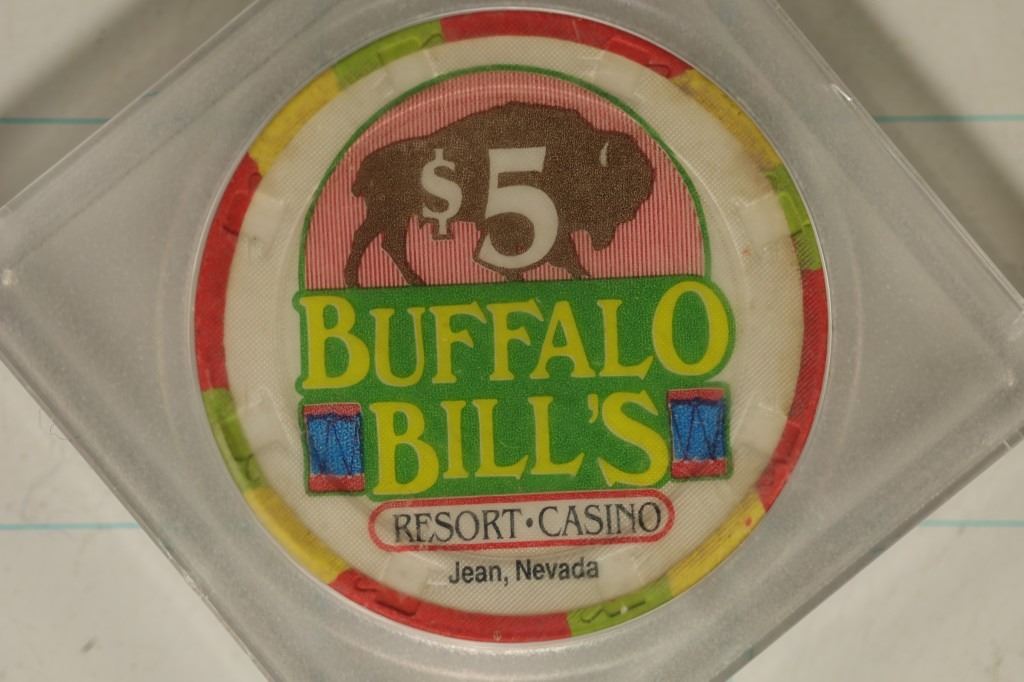 $5
BUFFALO
BILL'S
RESORT·CASINO
Jean, Nevada